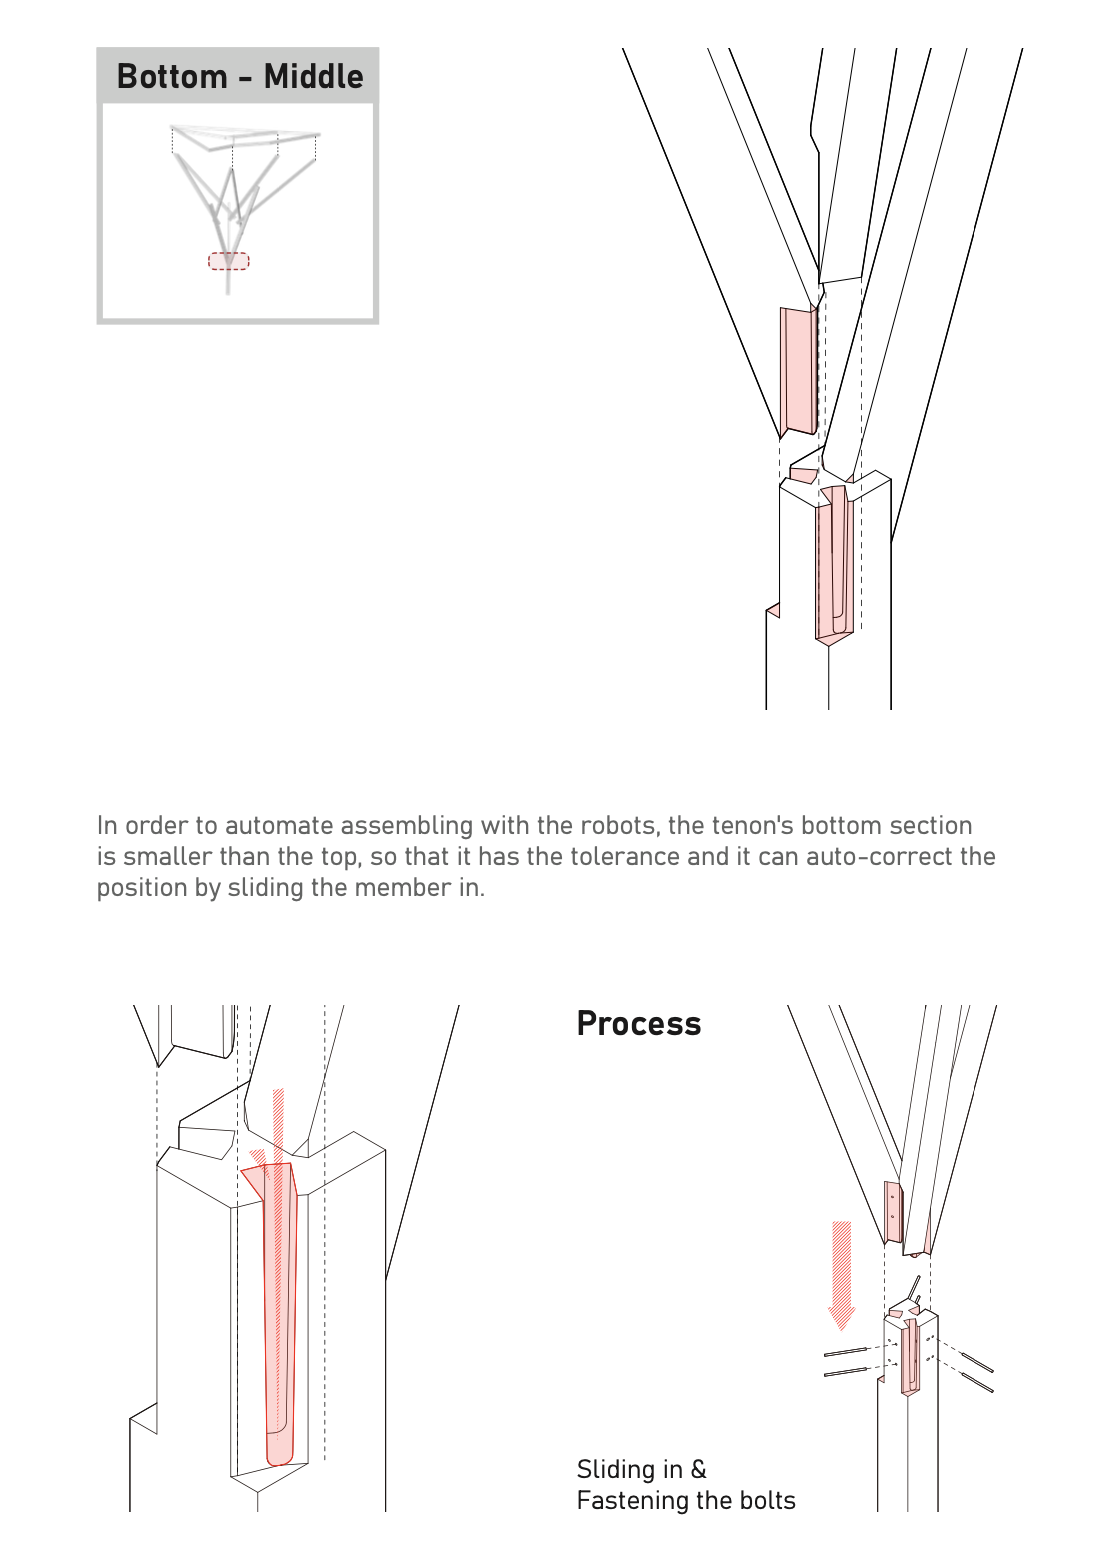 Bottom - Middle
In order to automate assembling with the robots, the tenon's bottom section
is smaller than the top, so that it has the tolerance and it can auto-correct the
position by sliding the member in.
Process
Sliding in &
Fastening the bolts